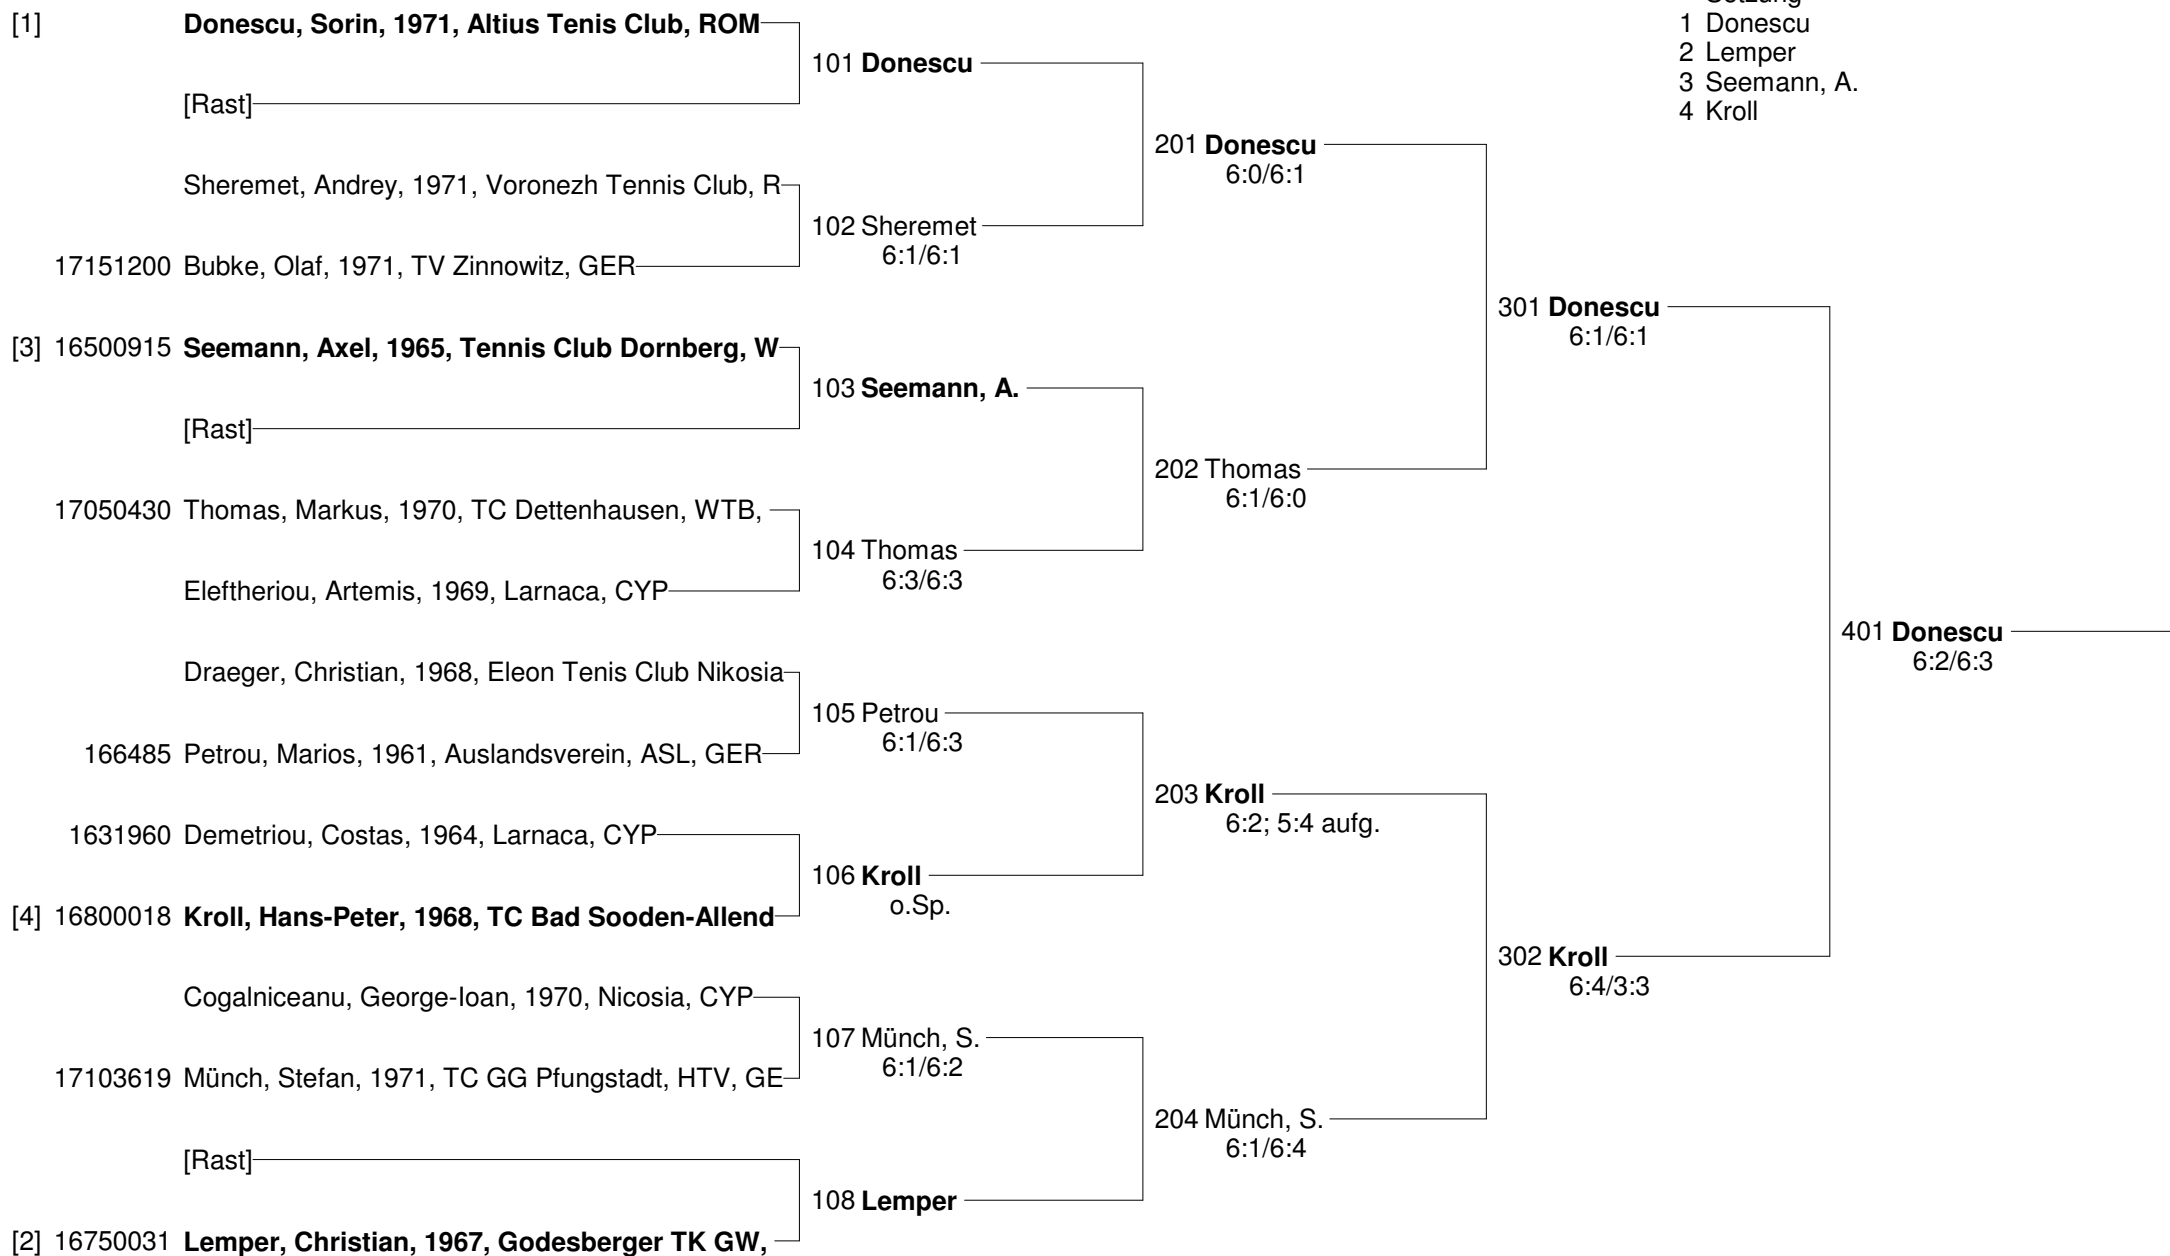 [1] Donescu, Sorin, 1971, Altius Tenis Club, ROM
[Rast]
Sheremet, Andrey, 1971, Voronezh Tennis Club, R
17151200 Bubke, Olaf, 1971, TV Zinnowitz, GER
[3] 16500915 Seemann, Axel, 1965, Tennis Club Dornberg, W
[Rast]
17050430 Thomas, Markus, 1970, TC Dettenhausen, WTB,
Eleftheriou, Artemis, 1969, Larnaca, CYP
Draeger, Christian, 1968, Eleon Tenis Club Nikosia
166485 Petrou, Marios, 1961, Auslandsverein, ASL, GER
1631960 Demetriou, Costas, 1964, Larnaca, CYP
[4] 16800018 Kroll, Hans-Peter, 1968, TC Bad Sooden-Allend
Cogalniceanu, George-Ioan, 1970, Nicosia, CYP
17103619 Münch, Stefan, 1971, TC GG Pfungstadt, HTV, GE
[Rast]
[2] 16750031 Lemper, Christian, 1967, Godesberger TK GW,
101 Donescu
102 Sheremet
6:1/6:1
103 Seemann, A.
104 Thomas
6:3/6:3
105 Petrou
6:1/6:3
106 Kroll
o.Sp.
107 Münch, S.
6:1/6:2
108 Lemper
201 Donescu
6:0/6:1
202 Thomas
6:1/6:0
203 Kroll
6:2; 5:4 aufg.
204 Münch, S.
6:1/6:4
301 Donescu
6:1/6:1
302 Kroll
6:4/3:3
401 Donescu
6:2/6:3
Setzung
1 Donescu
2 Lemper
3 Seemann, A.
4 Kroll